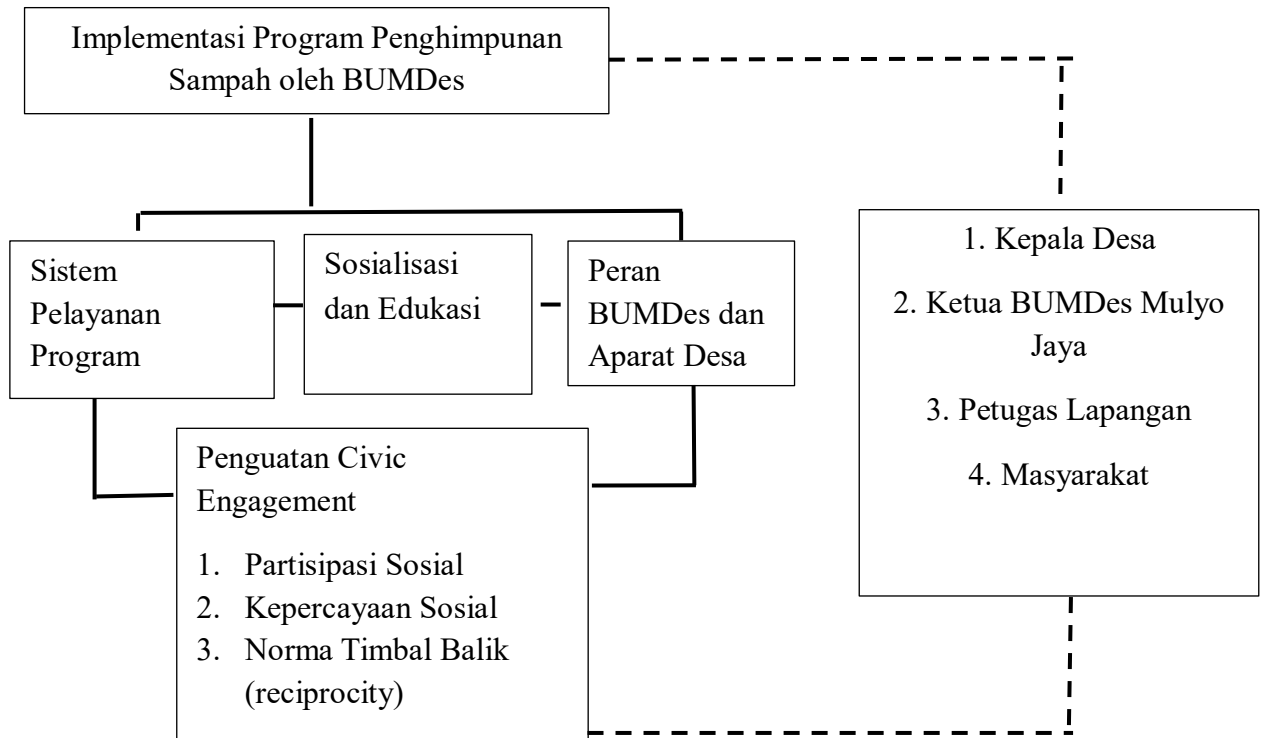 Implementasi Program Penghimpunan
Sampah oleh BUMDes
Sistem
Pelayanan
Program
Sosialisasi
dan Edukasi
Peran
BUMDes dan
Aparat Desa
Penguatan Civic
Engagement
1. Partisipasi Sosial
2. Kepercayaan Sosial
3. Norma Timbal Balik
(reciprocity)
1. Kepala Desa
2. Ketua BUMDes Mulyo
Jaya
3. Petugas Lapangan
4. Masyarakat